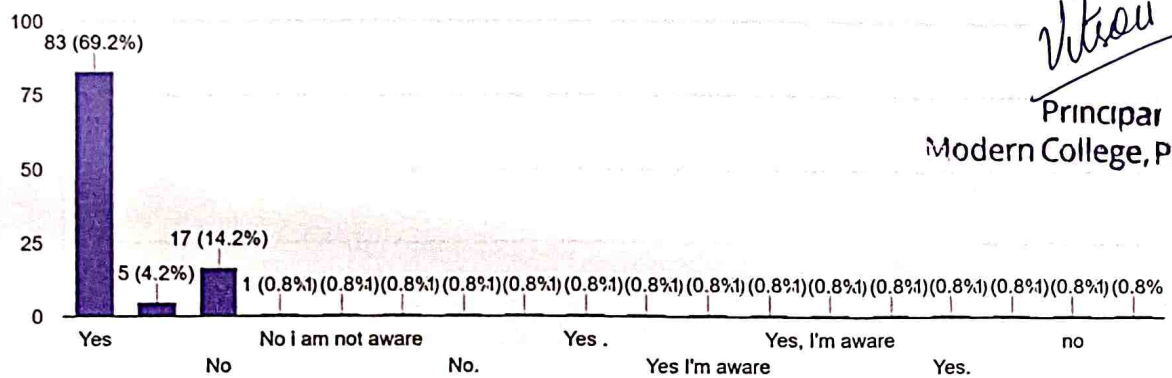 100
83 (69.2%)
75
50
25
17 (14.2%)
5 (4.2%)
1 (0.8%1)(0.8%1)(0.8%1)(0.8%1)(0.8%1)(0.8%1)(0.8%1)(0.8%1)(0.8%1)(0.8%1)(0.8%1)(0.8%1)(0.8%1)(0.8%1)(0.8%
0
Yes No i am not aware Yes . Yes, I'm aware no
No No. Yes I'm aware Yes.
Principal
Modern College, P